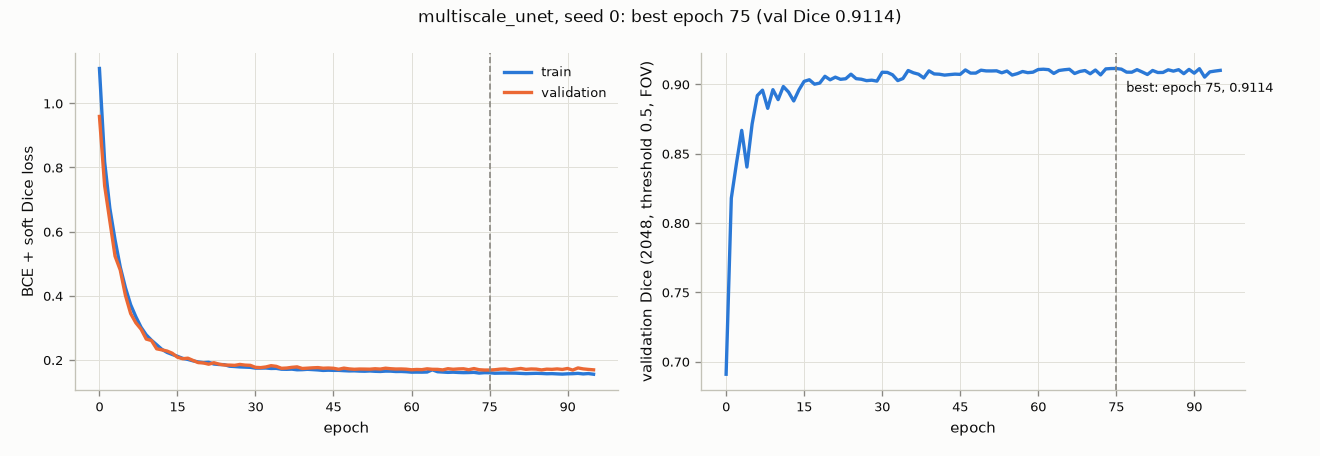 multiscale_unet, seed 0: best epoch 75 (val Dice 0.9114)
BCE + soft Dice loss
1.0
0.8
0.6
0.4
0.2
0 15 30 45 60 75 90
epoch
train
validation
validation Dice (2048, threshold 0.5, FOV)
0.90
0.85
0.80
0.75
0.70
0 15 30 45 60 75 90
epoch
best: epoch 75, 0.9114